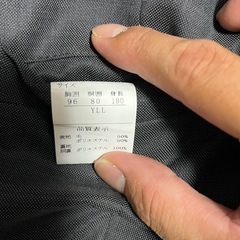 サイズ
胸囲 胴囲 身長
96 80 180
YLL
品質表示
表地 毛 50%
ポリエステル 50%
裏地 ポリエステル 100%